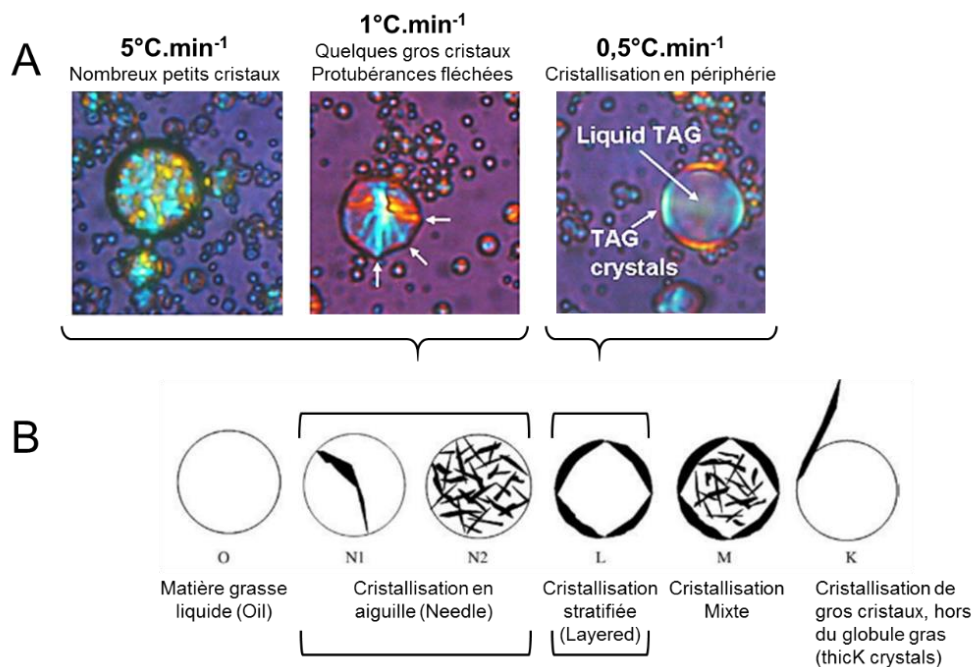 A
5°C.min⁻¹
Nombreux petits cristaux
1°C.min⁻¹
Quelques gros cristaux
Protubérances fléchées
0,5°C.min⁻¹
Cristallisation en périphérie
Liquid TAG
TAG
crystals
B
O
N1
N2
L
M
K
Matière grasse
liquide (Oil)
Cristallisation en
aiguille (Needle)
Cristallisation
stratifiée
(Layered)
Cristallisation
Mixte
Cristallisation de
gros cristaux, hors
du globule gras
(thicK crystals)